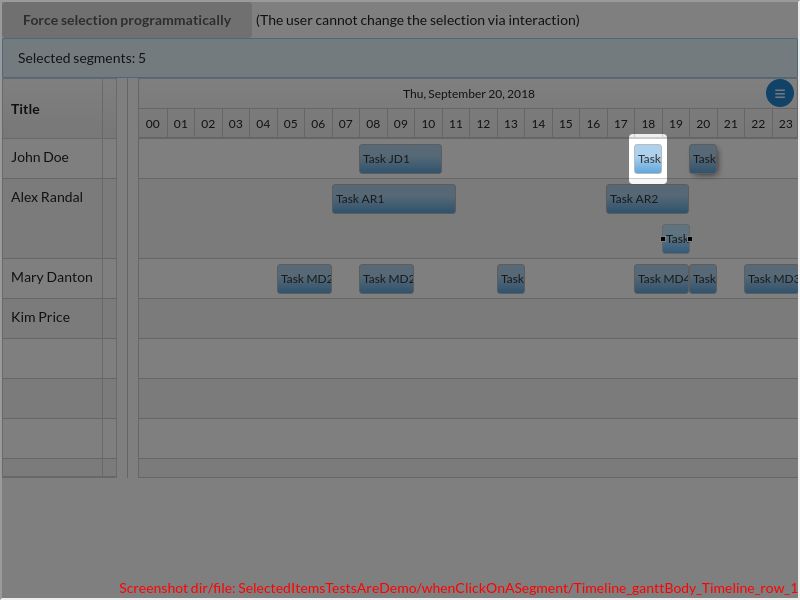 Force selection programmatically (The user cannot change the selection via interaction)
Selected segments: 5
Title
Thu, September 20, 2018
00 01 02 03 04 05 06 07 08 09 10 11 12 13 14 15 16 17 18 19 20 21 22 23
John Doe Task JD1 Task Task
Alex Randal Task AR1 Task AR2
Task
Mary Danton Task MD2 Task MD2 Task Task MD4 Task Task MD3
Kim Price
Screenshot dir/file: SelectedItemsTestsAreDemo/whenClickOnASegment/Timeline_ganttBody_Timeline_row_1